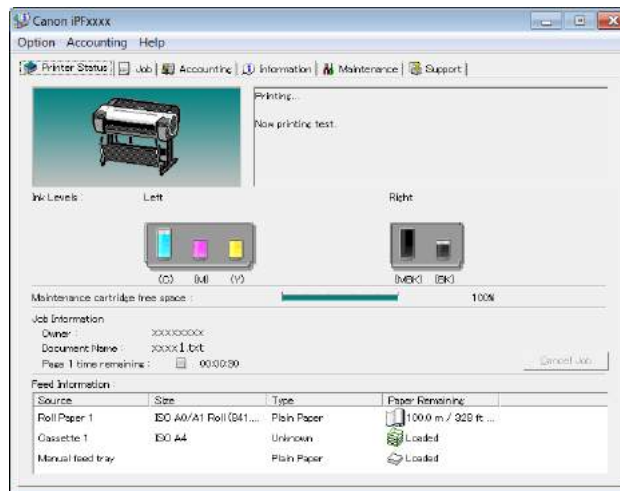 Canon iPFxxxx
Option Accounting Help
Printer Status Job Accounting Information Maintenance Support
Printing...
Now printing test.
Ink Levels : Left Right
(C) (M) (Y) (MBK) (BK)
Maintenance cartridge free space : 100%
Job Information
Owner : xxxxxxxxx
Document Name : xxxx1.txt
Page 1 time remaining : 00:00:30
Cancel Job
Feed Information :
Source Size Type Paper Remaining
Roll Paper 1 ISO A0/A1 Roll (841.... Plain Paper 100.0 m / 328 ft ...
Cassette 1 ISO A4 Unknown Loaded
Manual feed tray Plain Paper Loaded